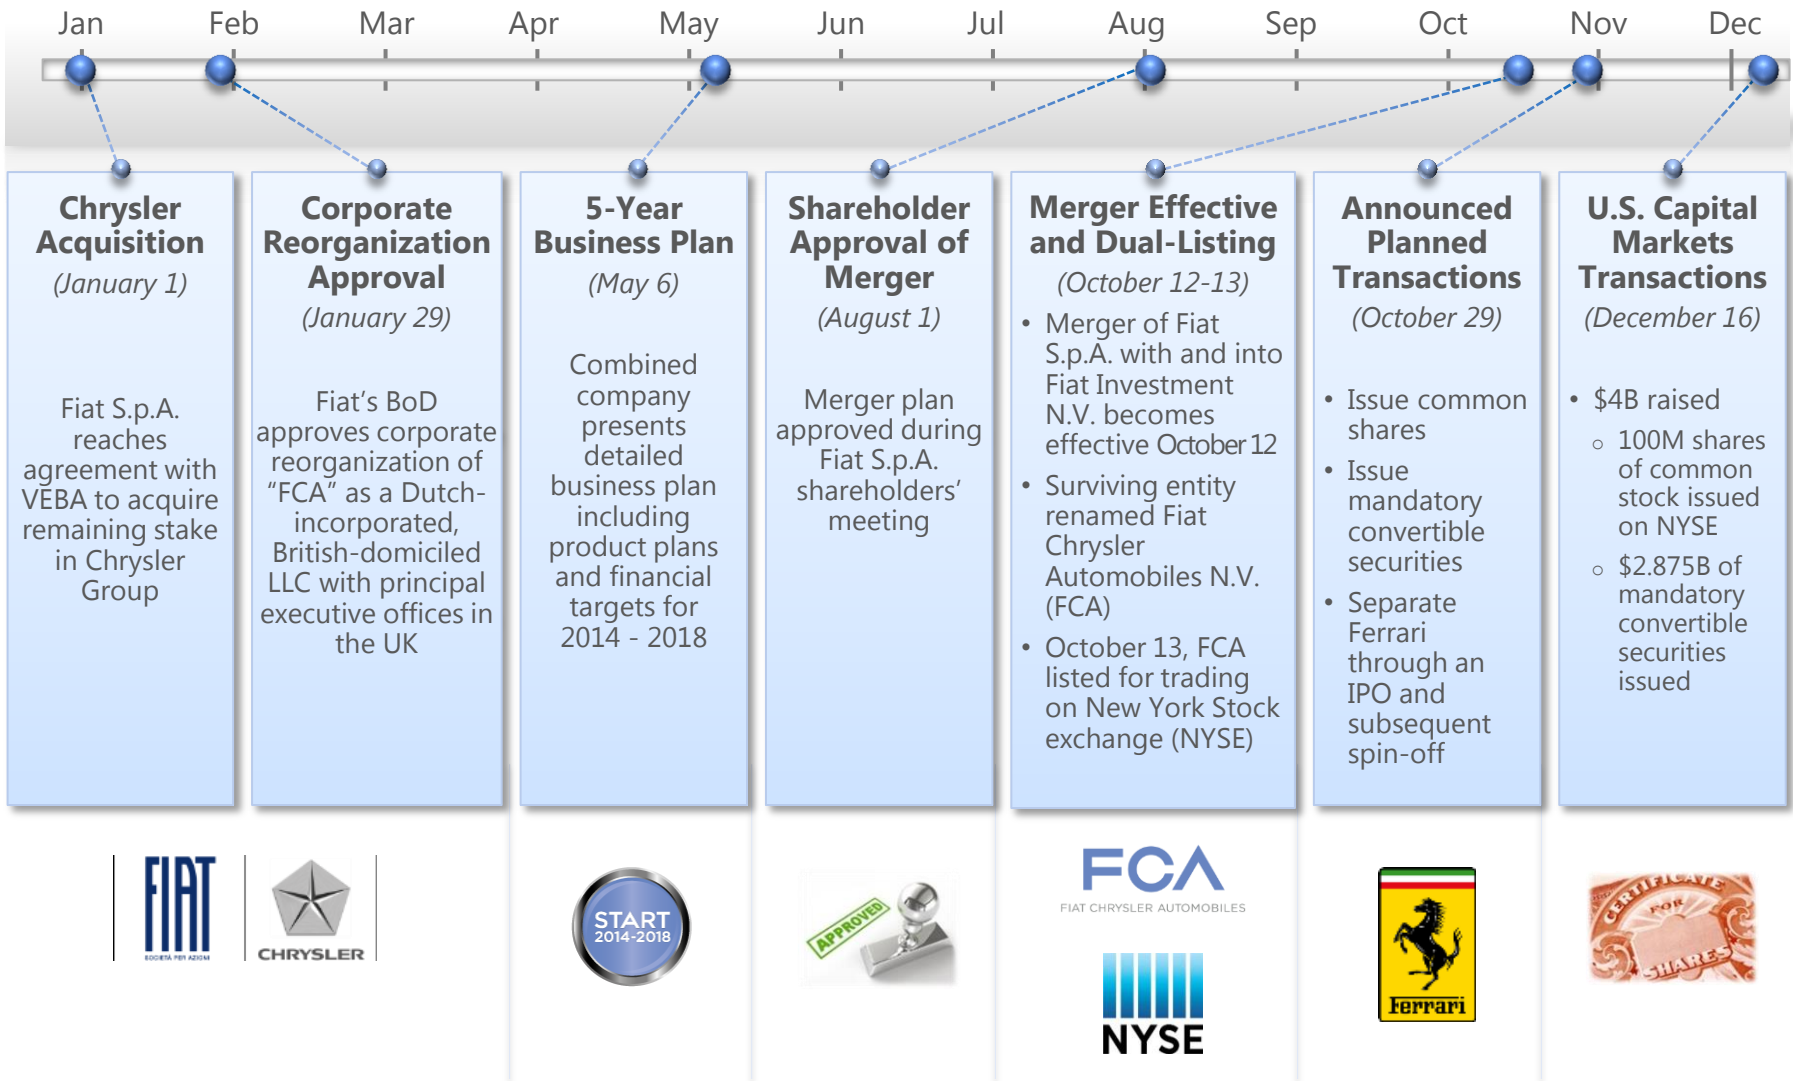 Jan Feb Mar Apr May Jun Jul Aug Sep Oct Nov Dec
Chrysler
Acquisition
(January 1)
Fiat S.p.A.
reaches
agreement with
VEBA to acquire
remaining stake
in Chrysler
Group
Corporate
Reorganization
Approval
(January 29)
Fiat's BoD
approves corporate
reorganization of
“FCA” as a Dutch-
incorporated,
British-domiciled
LLC with principal
executive offices in
the UK
5-Year
Business Plan
(May 6)
Combined
company
presents
detailed
business plan
including
product plans
and financial
targets for
2014 - 2018
Shareholder
Approval of
Merger
(August 1)
Merger plan
approved during
Fiat S.p.A.
shareholders’
meeting
Merger Effective
and Dual-Listing
(October 12-13)
• Merger of Fiat
S.p.A. with and into
Fiat Investment
N.V. becomes
effective October 12
• Surviving entity
renamed Fiat
Chrysler
Automobiles N.V.
(FCA)
• October 13, FCA
listed for trading
on New York Stock
exchange (NYSE)
Announced
Planned
Transactions
(October 29)
• Issue common
shares
• Issue
mandatory
convertible
securities
• Separate
Ferrari
through an
IPO and
subsequent
spin-off
U.S. Capital
Markets
Transactions
(December 16)
• $4B raised
o 100M shares
of common
stock issued
on NYSE
o $2.875B of
mandatory
convertible
securities
issued
FIAT
SOCIETÀ PER AZIONI
CHRYSLER
START
2014-2018
APPROVED
FCA
FIAT CHRYSLER AUTOMOBILES
NYSE
Ferrari
CERTIFICATE
FOR
SHARES